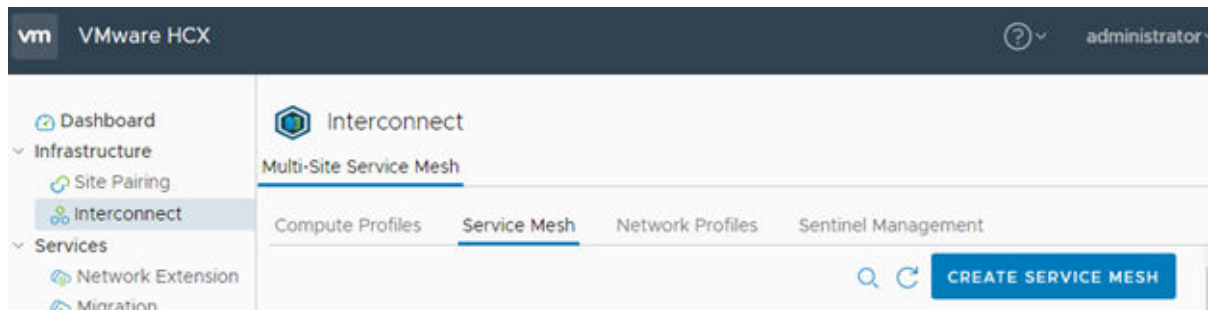 vm VMware HCX administrator
Dashboard
Infrastructure
Site Pairing
Interconnect
Services
Network Extension
Migration
Interconnect
Multi-Site Service Mesh
Compute Profiles Service Mesh Network Profiles Sentinel Management
CREATE SERVICE MESH